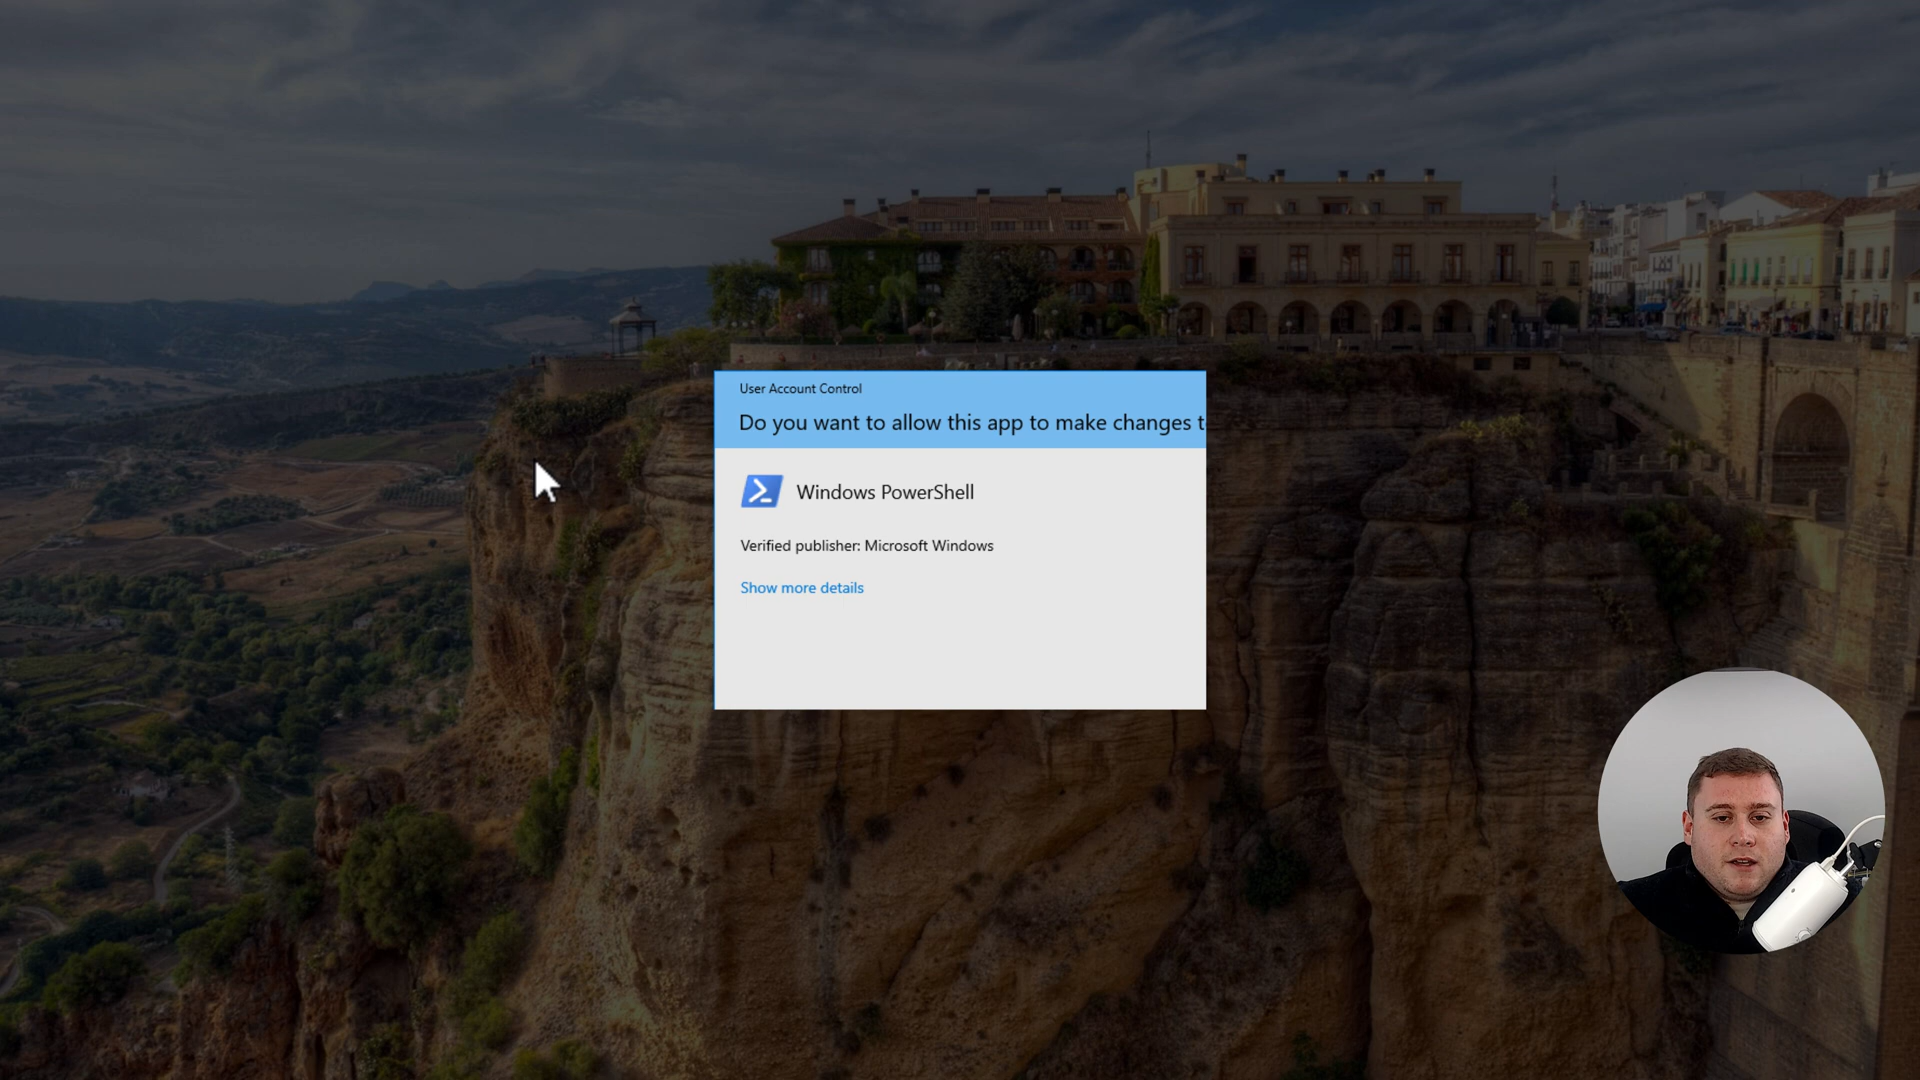 User Account Control
Do you want to allow this app to make changes t
Windows PowerShell
Verified publisher: Microsoft Windows
Show more details